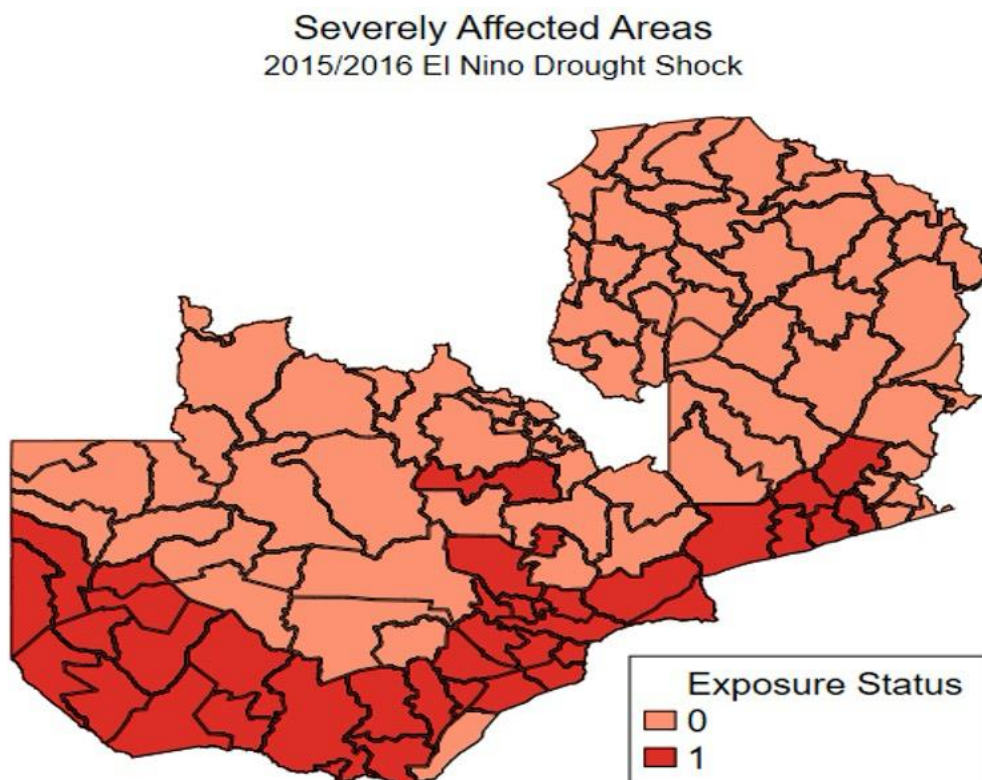 Severely Affected Areas
2015/2016 El Nino Drought Shock
Exposure Status
0
1